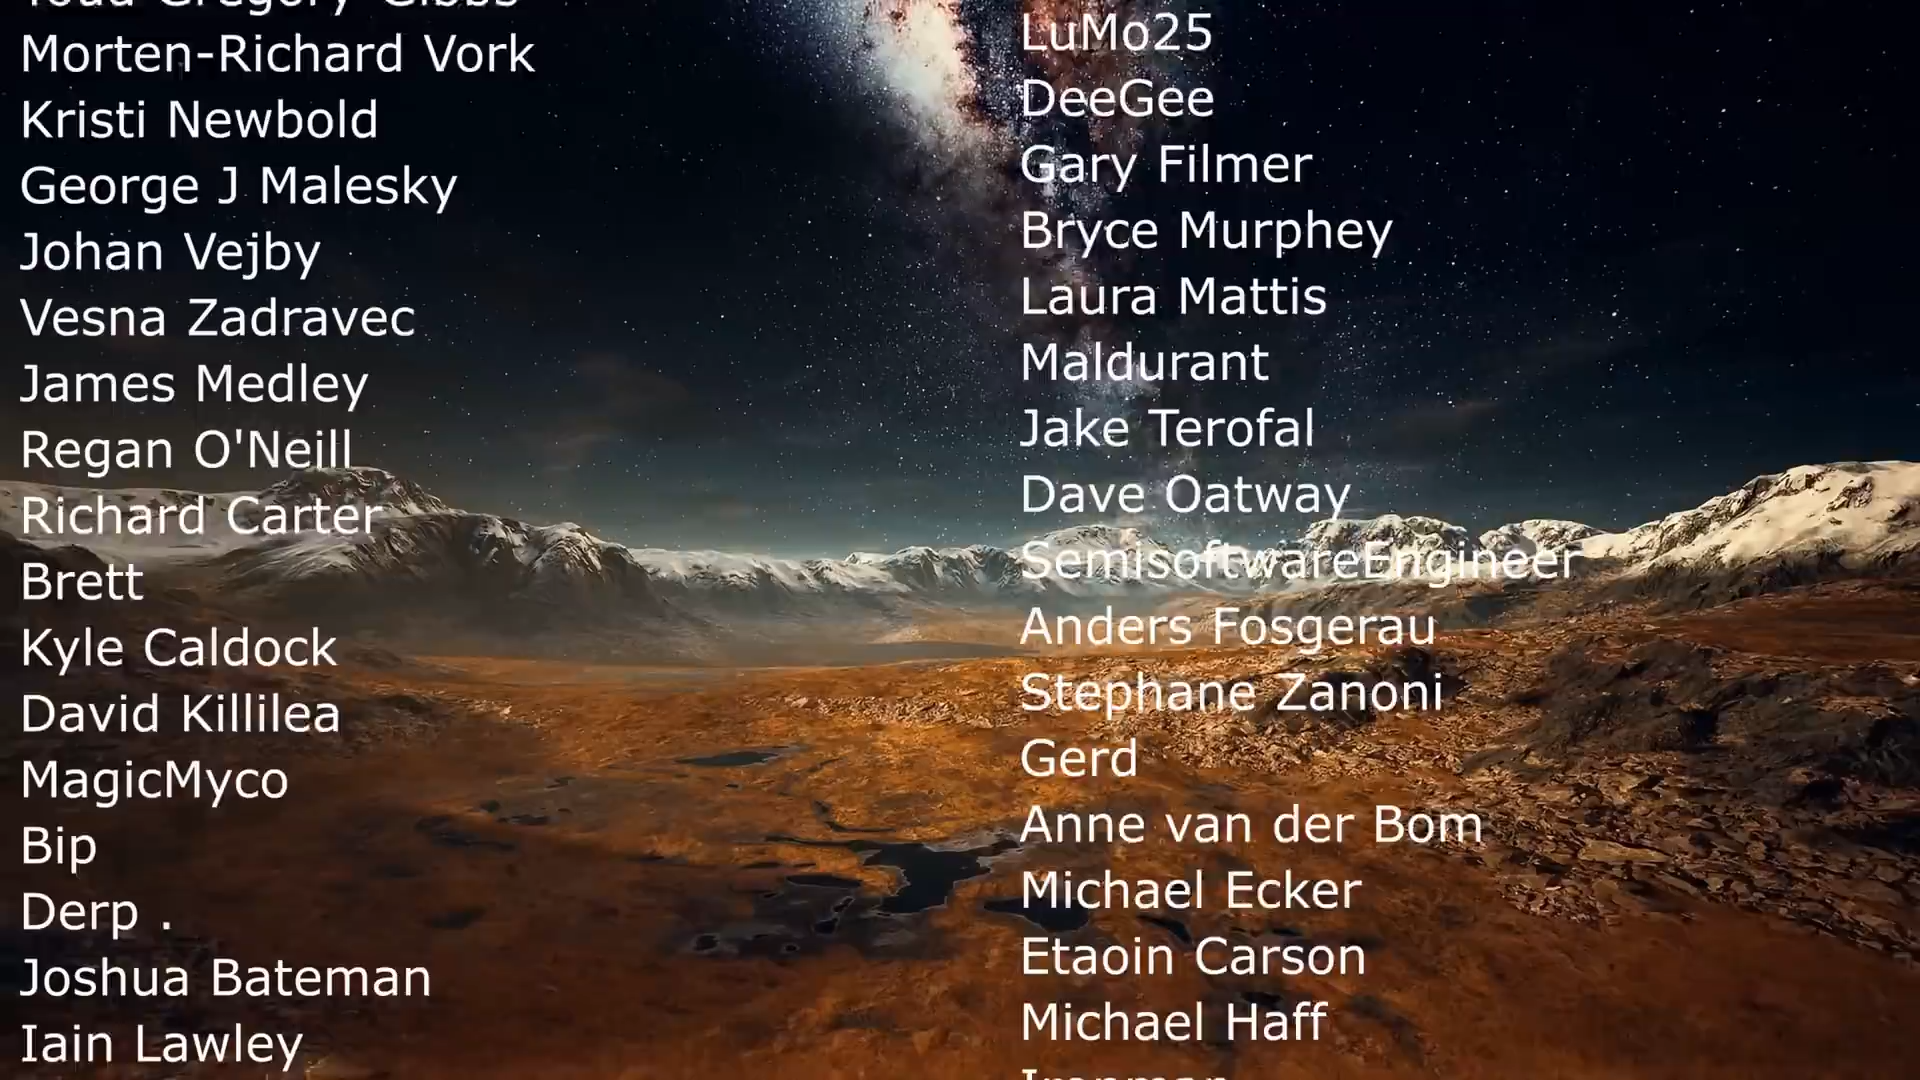 Morten-Richard Vork
Kristi Newbold
George J Malesky
Johan Vejby
Vesna Zadravec
James Medley
Regan O'Neill
Richard Carter
Brett
Kyle Caldock
David Killilea
MagicMyco
Bip
Derp .
Joshua Bateman
Iain Lawley
LuMo25
DeeGee
Gary Filmer
Bryce Murphey
Laura Mattis
Maldurant
Jake Terofal
Dave Oatway
SemisoftwareEngineer
Anders Fosgerau
Stephane Zanoni
Gerd
Anne van der Bom
Michael Ecker
Etaoin Carson
Michael Haff